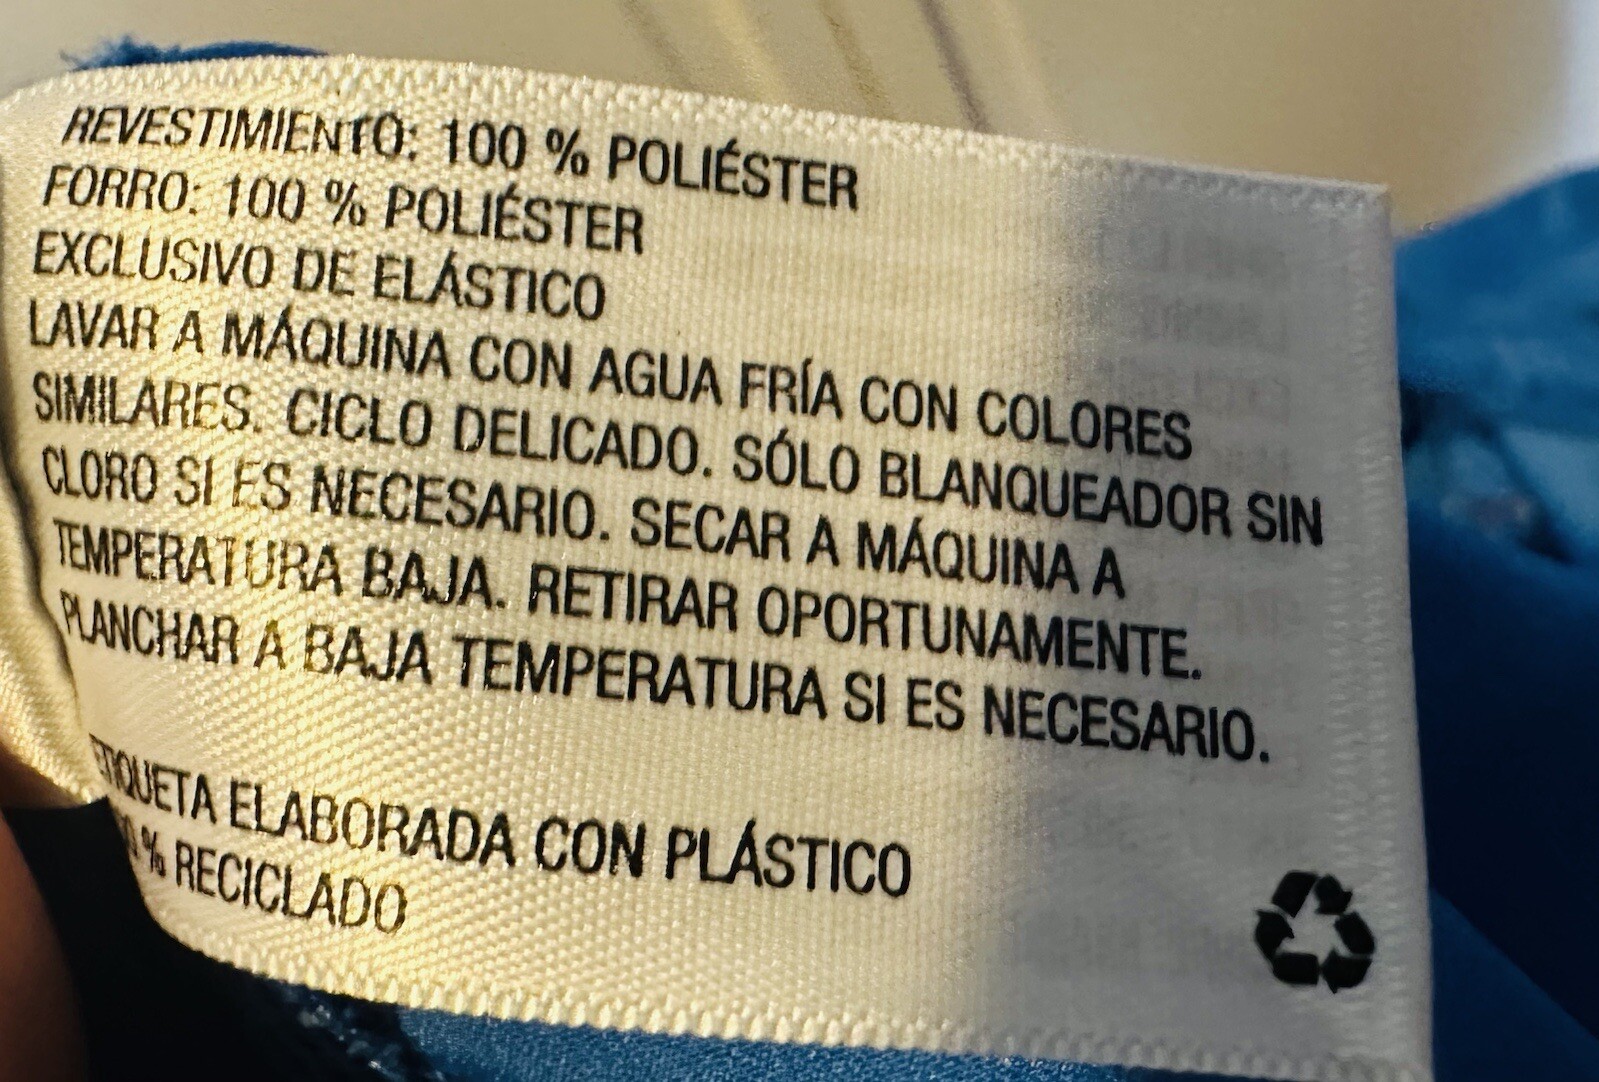 REVESTIMIENTO: 100 % POLIÉSTER
FORRO: 100 % POLIÉSTER
EXCLUSIVO DE ELÁSTICO
LAVAR A MÁQUINA CON AGUA FRÍA CON COLORES
SIMILARES. CICLO DELICADO. SÓLO BLANQUEADOR SIN
CLORO SI ES NECESARIO. SECAR A MÁQUINA A
TEMPERATURA BAJA. RETIRAR OPORTUNAMENTE.
PLANCHAR A BAJA TEMPERATURA SI ES NECESARIO.
ETIQUETA ELABORADA CON PLÁSTICO
% RECICLADO